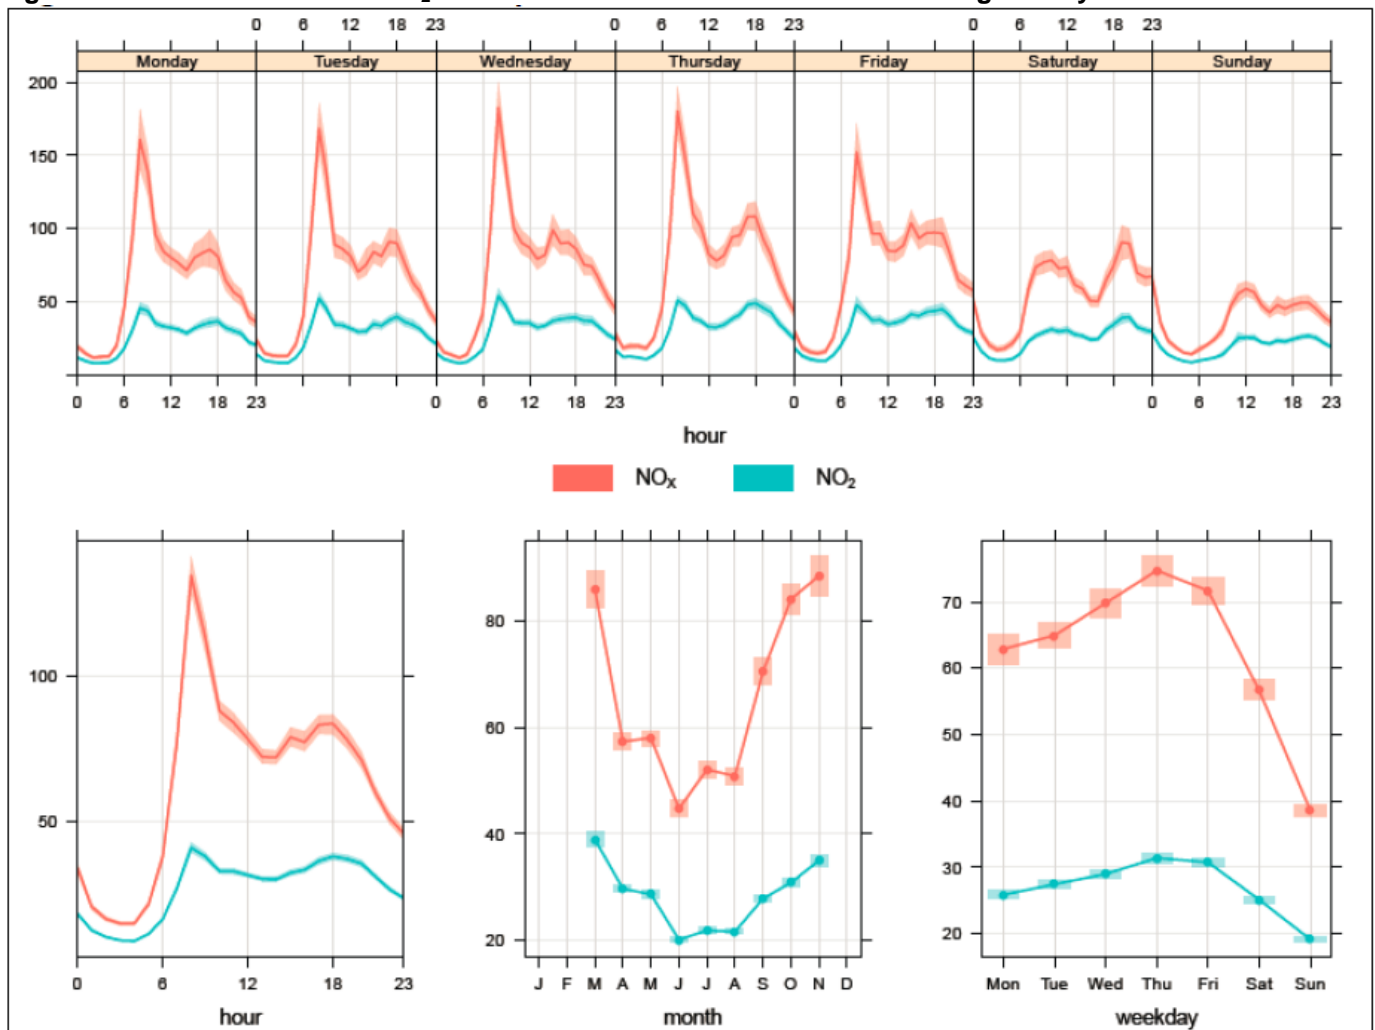 0 6 18 23 0 6 18 23 0 6 18 23
Monday Tuesday Wednesday Thursday Friday Saturday Sunday
200
150
100
50
0 6 12 18 23 0 6 12 18 23 0 6 12 18 23 0 6 12 18 23
hour
NOX NO2
100
50
0 6 12 18 23
hour
80
60
40
20
J F M A M J J A S O N D
month
70
60
50
40
30
20
Mon Tue Wed Thu Fri Sat Sun
weekday